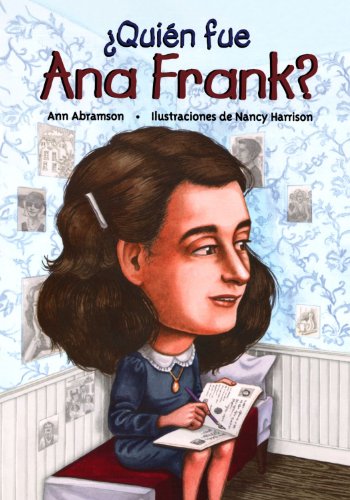 ¿Quién fue
Ana Frank?
Ann Abramson • Ilustraciones de Nancy Harrison